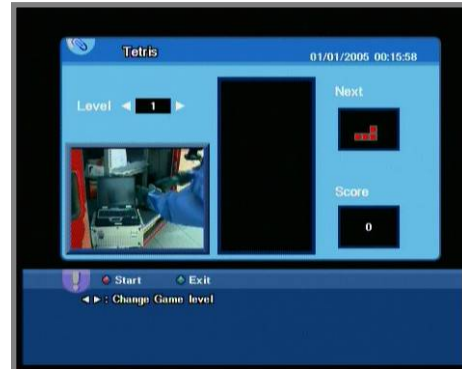 Tetris
01/01/2005 00:15:58
Level ◄ 1 ►
Next
Score
0
Start Exit
◄ ► : Change Game level